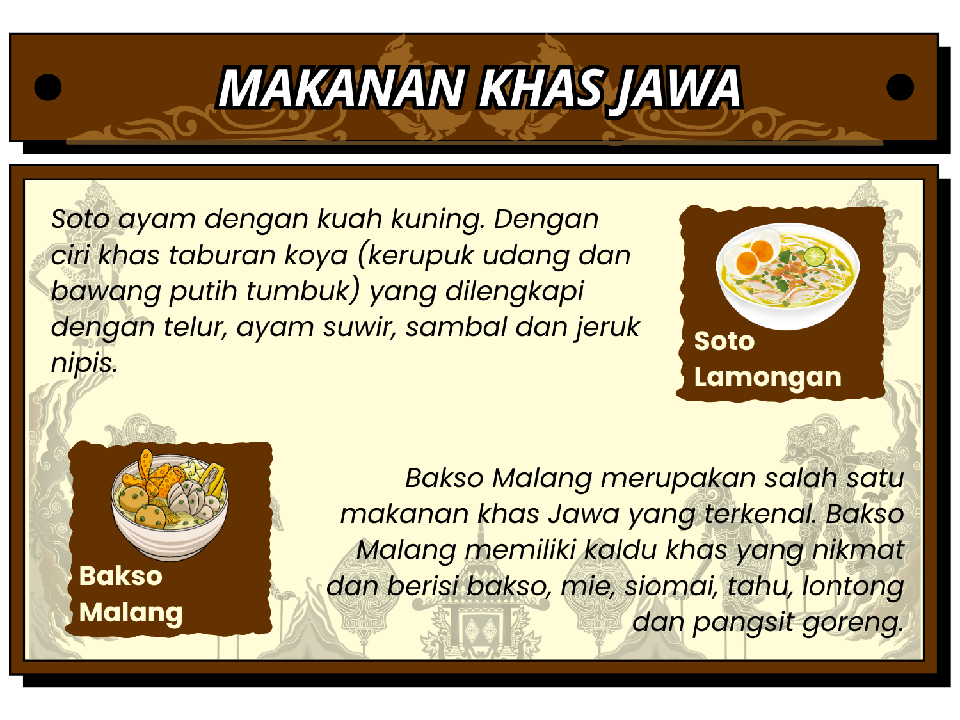 MAKANAN KHAS JAWA
Soto ayam dengan kuah kuning. Dengan
ciri khas taburan koya (kerupuk udang dan
bawang putih tumbuk) yang dilengkapi
dengan telur, ayam suwir, sambal dan jeruk
nipis.
Soto
Lamongan
Bakso
Malang
Bakso Malang merupakan salah satu
makanan khas Jawa yang terkenal. Bakso
Malang memiliki kaldu khas yang nikmat
dan berisi bakso, mie, siomai, tahu, lontong
dan pangsit goreng.